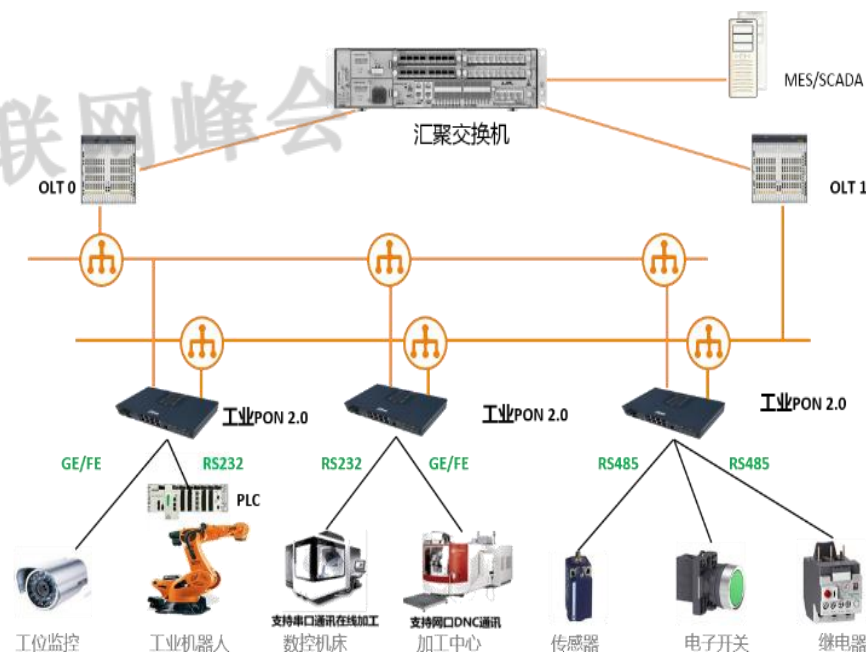 联网峰会
MES/SCADA
汇聚交换机
OLT 0
OLT 1
工业PON 2.0
工业PON 2.0
工业PON 2.0
GE/FE
RS232
RS232
GE/FE
RS485
RS485
PLC
支持串口通讯在线加工
支持网口DNC通讯
工位监控
工业机器人
数控机床
加工中心
传感器
电子开关
继电器